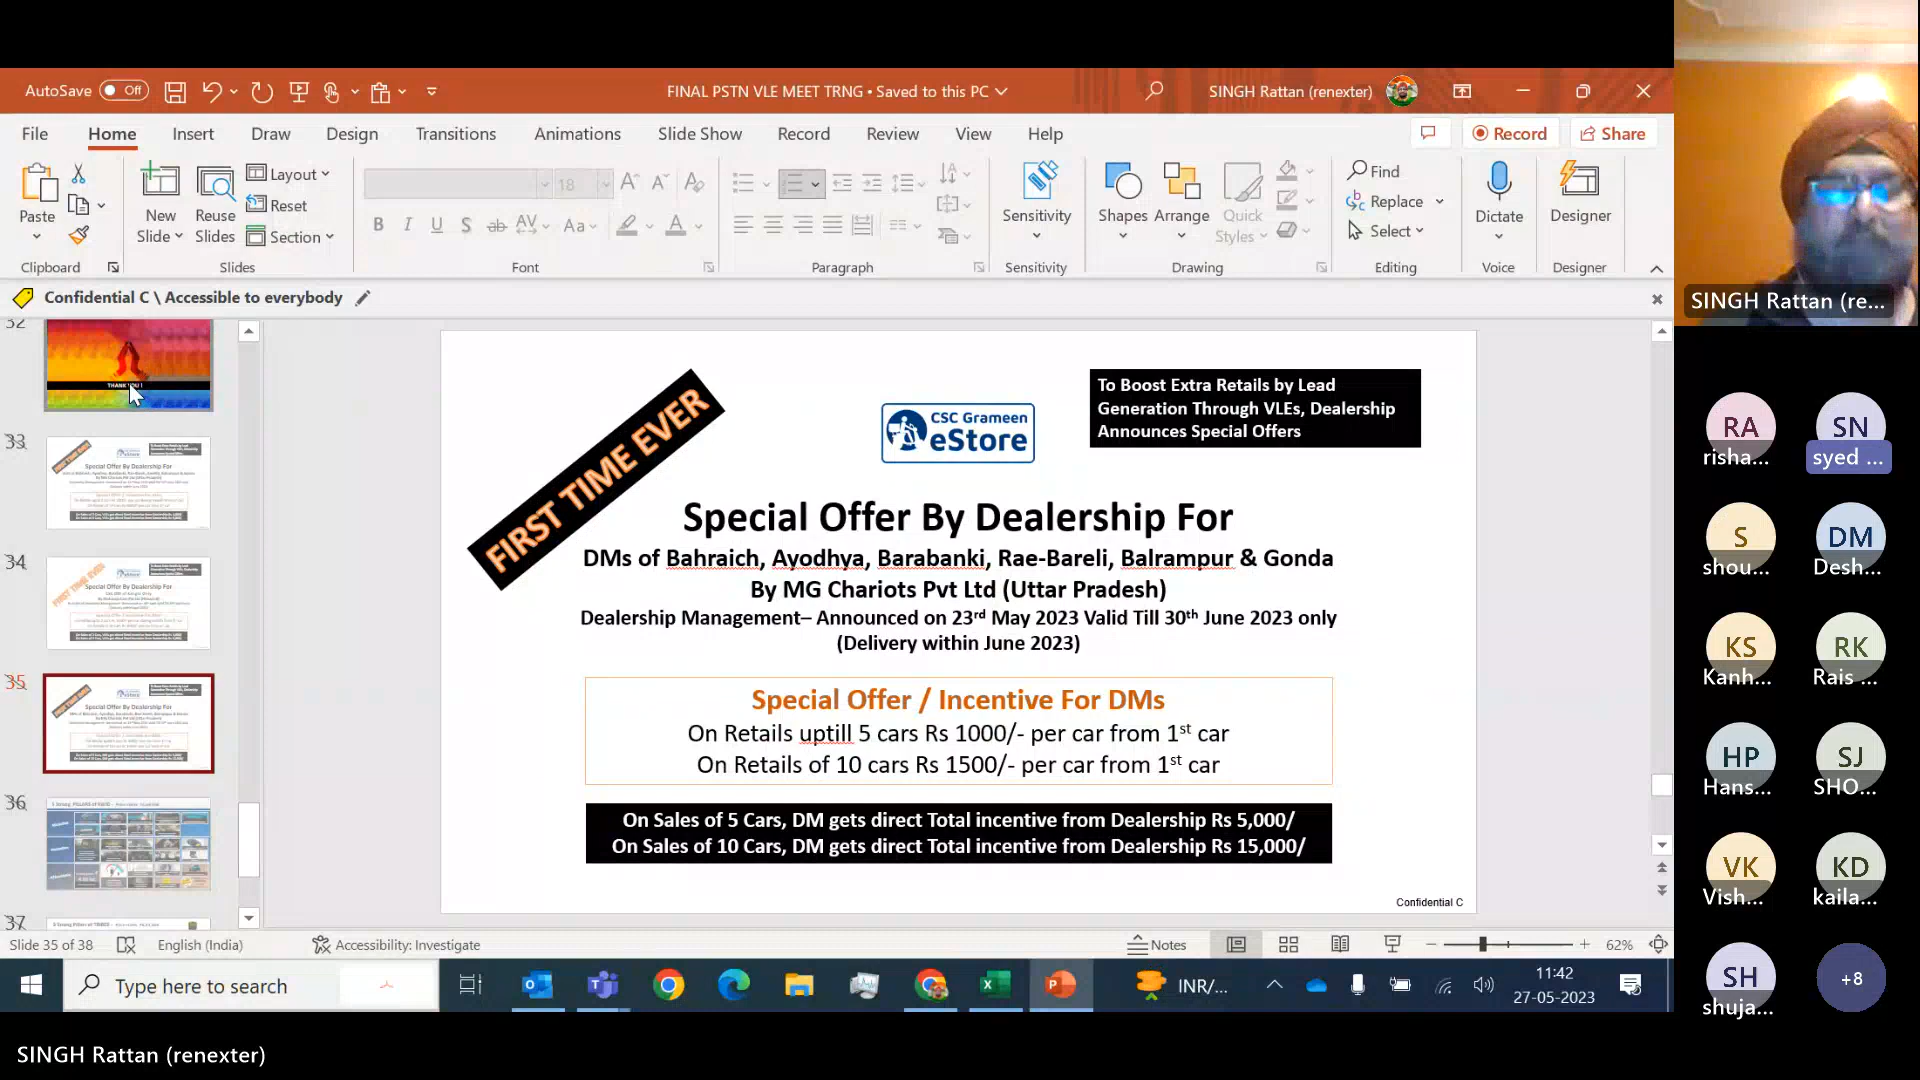 AutoSave Off
FINAL PSTN VLE MEET TRNG • Saved to this PC
SINGH Rattan (renexter)
File Home Insert Draw Design Transitions Animations Slide Show Record Review View Help
Record Share
Paste
New Slide
Reuse Slides
Layout
Reset
Section
18
B I U S ab AV Aa
Sensitivity
Shapes Arrange Quick Styles
Find
Replace
Select
Dictate
Designer
Clipboard Slides Font Paragraph Sensitivity Drawing Editing Voice Designer
Confidential C \ Accessible to everybody
32
33
34
35
36
37
FIRST TIME EVER
CSC Grameen
eStore
To Boost Extra Retails by Lead
Generation Through VLEs, Dealership
Announces Special Offers
Special Offer By Dealership For
DMs of Bahraich, Ayodhya, Barabanki, Rae-Bareli, Balrampur & Gonda
By MG Chariots Pvt Ltd (Uttar Pradesh)
Dealership Management– Announced on 23rd May 2023 Valid Till 30th June 2023 only
(Delivery within June 2023)
Special Offer / Incentive For DMs
On Retails uptill 5 cars Rs 1000/- per car from 1st car
On Retails of 10 cars Rs 1500/- per car from 1st car
On Sales of 5 Cars, DM gets direct Total incentive from Dealership Rs 5,000/
On Sales of 10 Cars, DM gets direct Total incentive from Dealership Rs 15,000/
Confidential C
Slide 35 of 38
English (India)
Accessibility: Investigate
Notes
62%
Type here to search
INR/...
11:42
27-05-2023
SINGH Rattan (re...
RA
risha...
SN
syed ...
S
shou...
DM
Desh...
KS
Kanh...
RK
Rais ...
HP
Hans...
SJ
SHO...
VK
Vish...
KD
kaila...
SH
shuja...
+8
SINGH Rattan (renexter)